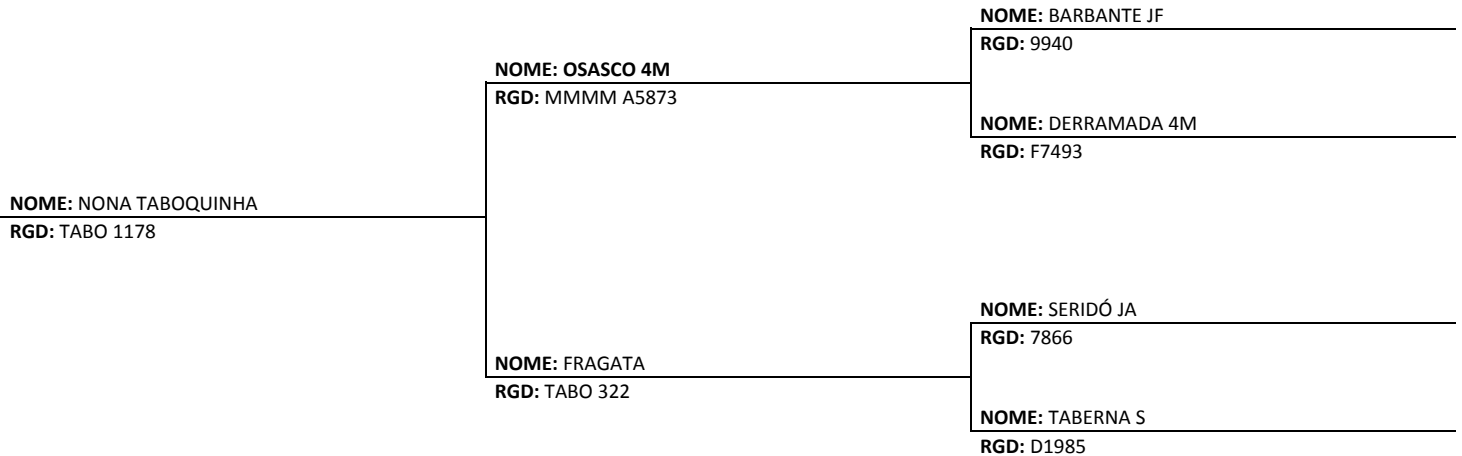 NOME: BARBANTE JF
RGD: 9940
NOME: OSASCO 4M
RGD: MMMM A5873
NOME: DERRAMADA 4M
RGD: F7493
NOME: NONA TABOQUINHA
RGD: TABO 1178
NOME: SERIDÓ JA
RGD: 7866
NOME: FRAGATA
RGD: TABO 322
NOME: TABERNA S
RGD: D1985